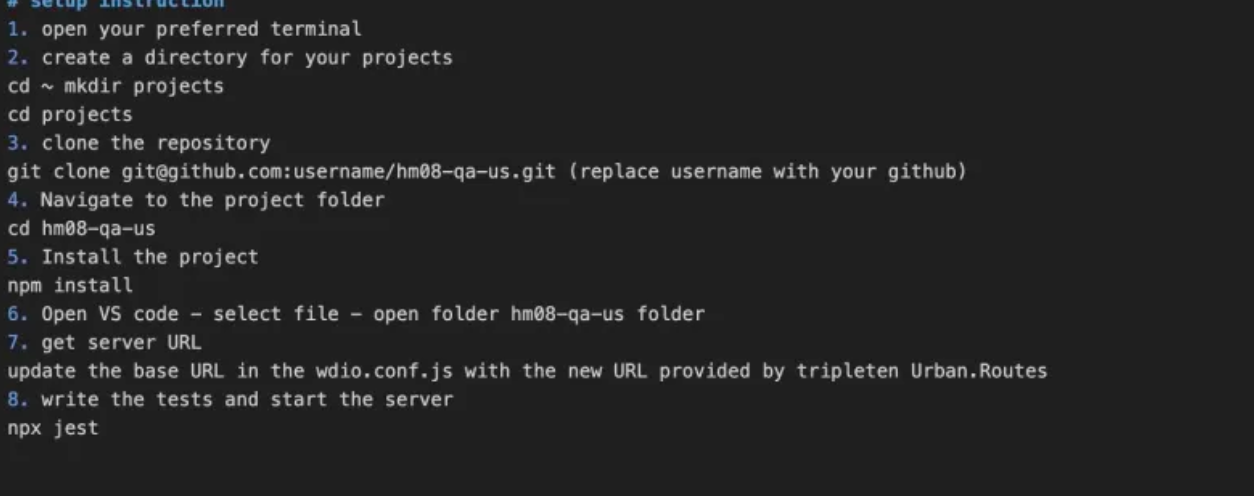 # setup instruction
1. open your preferred terminal
2. create a directory for your projects
cd ~ mkdir projects
cd projects
3. clone the repository
git clone git@github.com:username/hm08-qa-us.git (replace username with your github)
4. Navigate to the project folder
cd hm08-qa-us
5. Install the project
npm install
6. Open VS code - select file - open folder hm08-qa-us folder
7. get server URL
update the base URL in the wdio.conf.js with the new URL provided by tripleten Urban.Routes
8. write the tests and start the server
npx jest